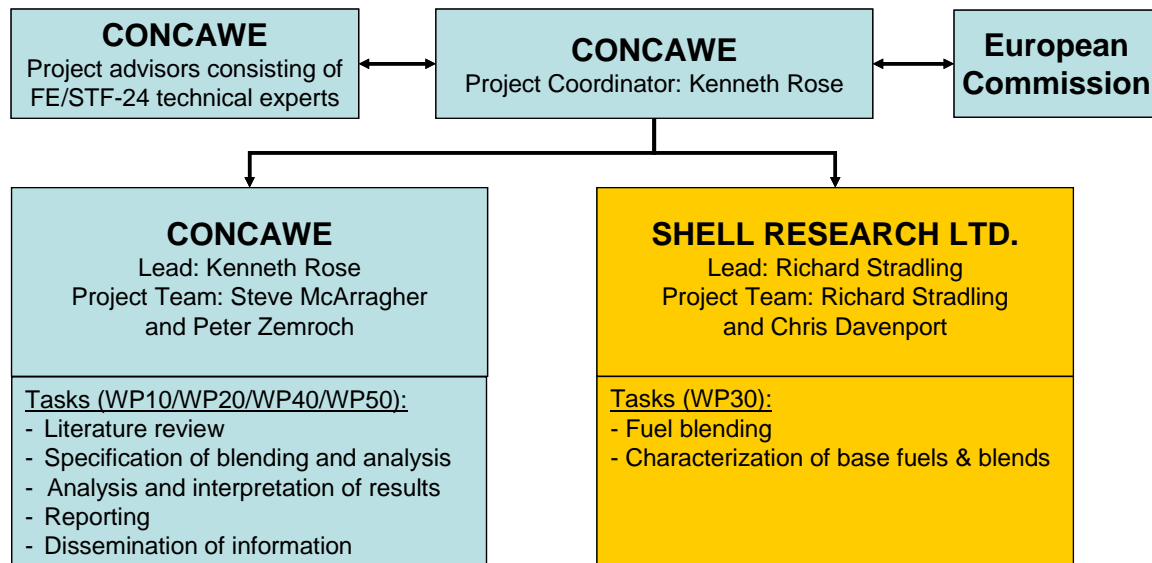 CONCAWE
Project advisors consisting of
FE/STF-24 technical experts
CONCAWE
Project Coordinator: Kenneth Rose
European
Commission
CONCAWE
Lead: Kenneth Rose
Project Team: Steve McArragher
and Peter Zemroch
Tasks (WP10/WP20/WP40/WP50):
- Literature review
- Specification of blending and analysis
- Analysis and interpretation of results
- Reporting
- Dissemination of information
SHELL RESEARCH LTD.
Lead: Richard Stradling
Project Team: Richard Stradling
and Chris Davenport
Tasks (WP30):
- Fuel blending
- Characterization of base fuels & blends